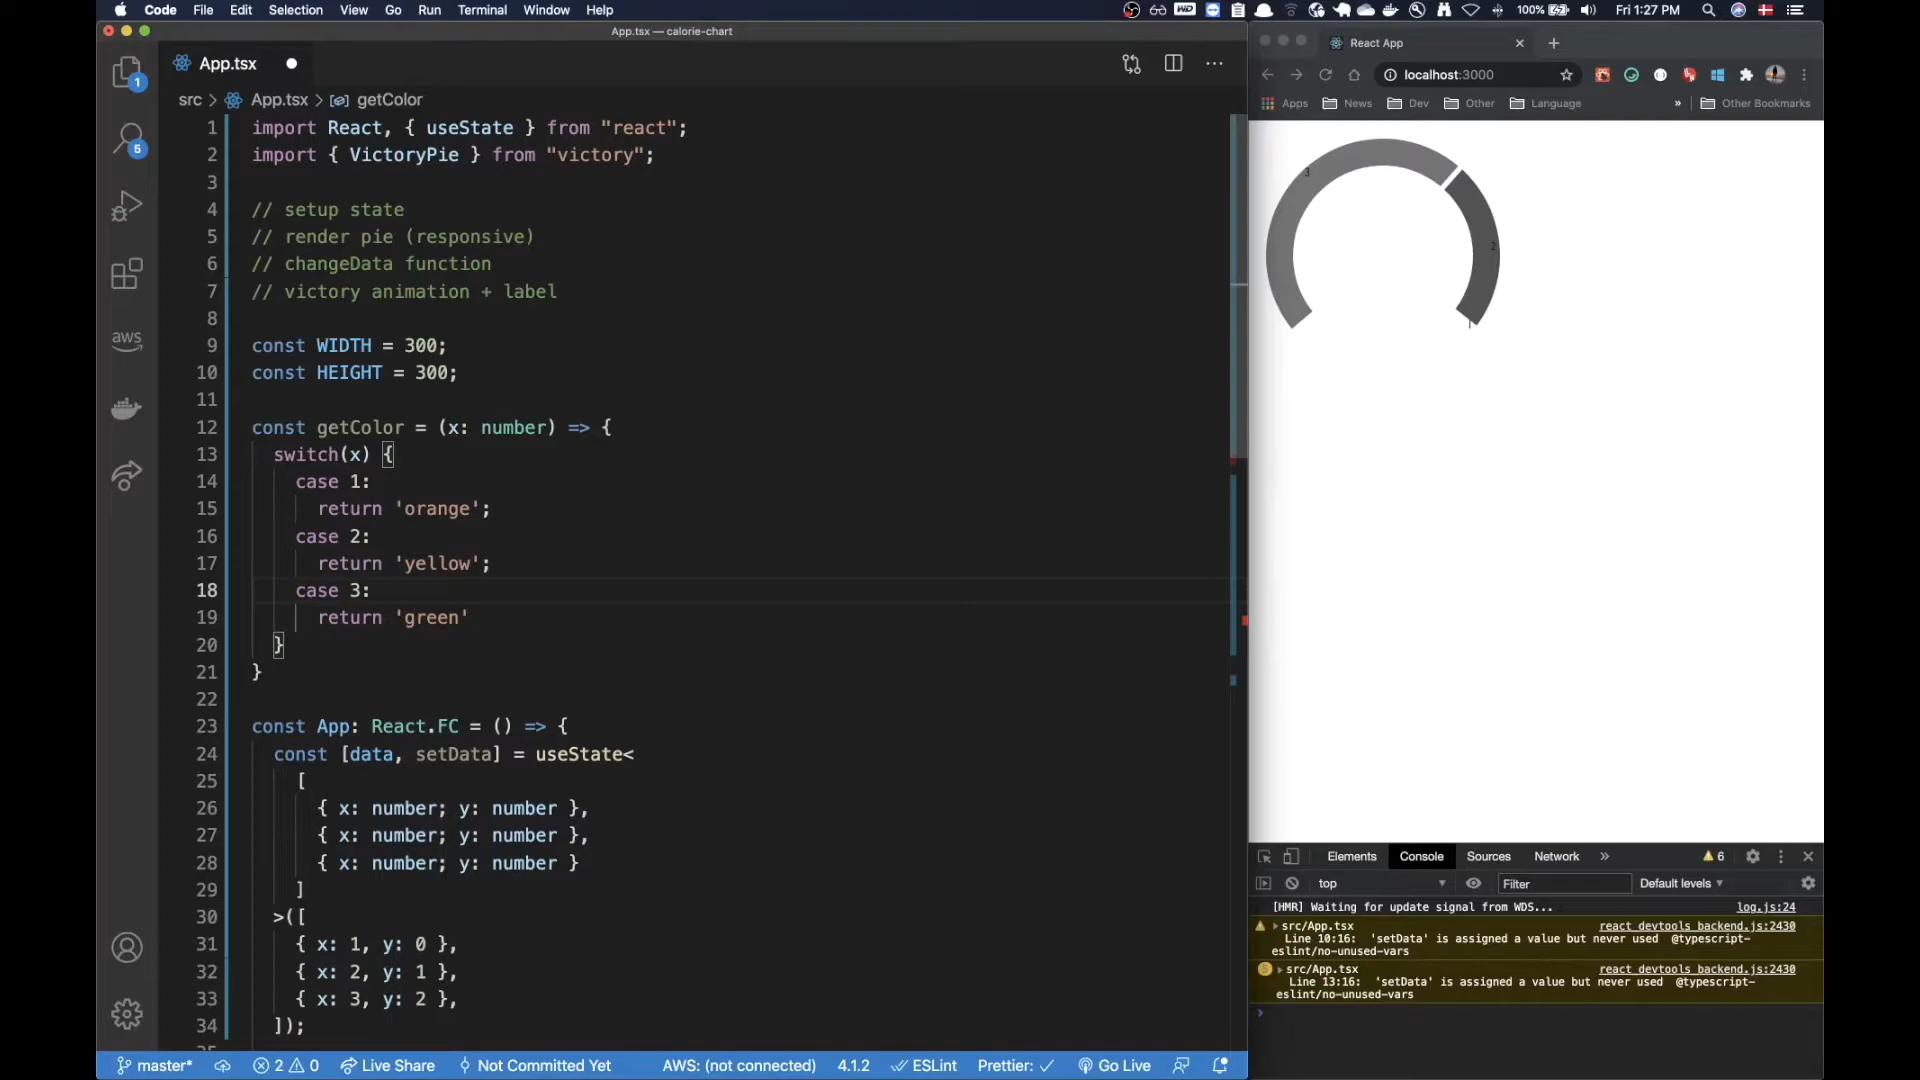 Code File Edit Selection View Go Run Terminal Window Help
100% Fri 1:27 PM
App.tsx — calorie-chart
App.tsx
src > App.tsx > getColor
1 import React, { useState } from "react";
2 import { VictoryPie } from "victory";
3
4 // setup state
5 // render pie (responsive)
6 // changeData function
7 // victory animation + label
8
9 const WIDTH = 300;
10 const HEIGHT = 300;
11
12 const getColor = (x: number) => {
13 switch(x) {
14 case 1:
15 return 'orange';
16 case 2:
17 return 'yellow';
18 case 3:
19 return 'green'
20 }
21 }
22
23 const App: React.FC = () => {
24 const [data, setData] = useState<
25 [
26 { x: number; y: number },
27 { x: number; y: number },
28 { x: number; y: number }
29 ]
30 >([
31 { x: 1, y: 0 },
32 { x: 2, y: 1 },
33 { x: 3, y: 2 },
34 ]);
1
5
aws
master* 2 0 Live Share Not Committed Yet AWS: (not connected) 4.1.2 ESLint Prettier: ✓ Go Live
React App
localhost:3000
Apps News Dev Other Language » Other Bookmarks
3
2
Elements Console Sources Network » 6
top Filter Default levels
[HMR] Waiting for update signal from WDS... log.js:24
src/App.tsx react_devtools_backend.js:2430
Line 10:16: 'setData' is assigned a value but never used @typescript-
eslint/no-unused-vars
5 src/App.tsx react_devtools_backend.js:2430
Line 13:16: 'setData' is assigned a value but never used @typescript-
eslint/no-unused-vars